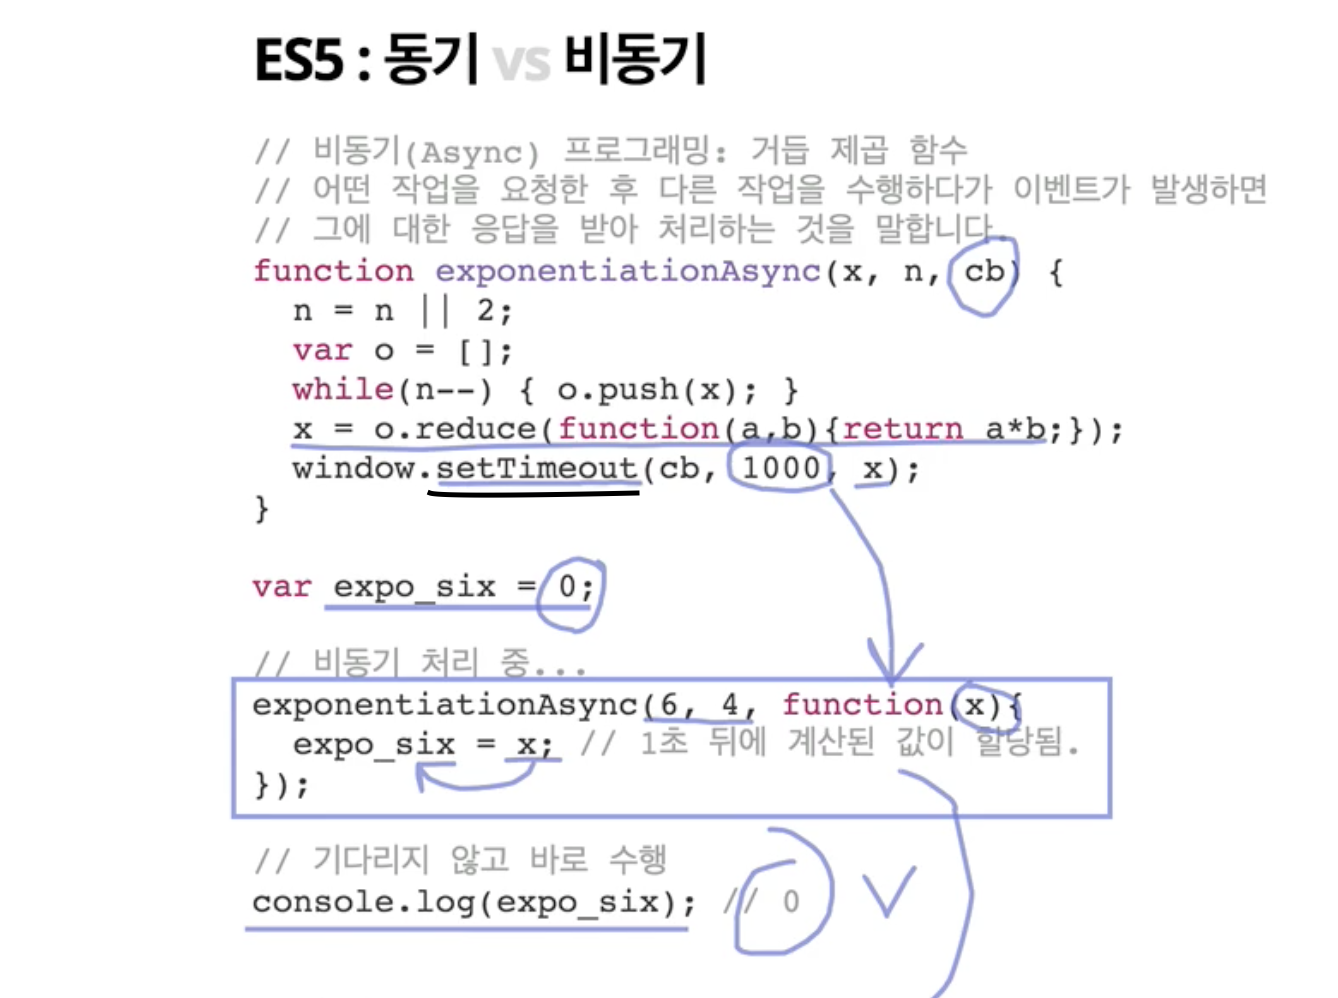 ES5 : 동기 vs 비동기
// 비동기(Async) 프로그래밍: 거듭 제곱 함수
// 어떤 작업을 요청한 후 다른 작업을 수행하다가 이벤트가 발생하면
// 그에 대한 응답을 받아 처리하는 것을 말합니다.
function exponentiationAsync(x, n, cb) {
n = n || 2;
var o = [];
while(n--) { o.push(x); }
x = o.reduce(function(a,b){return a*b;});
window.setTimeout(cb, 1000, x);
}
var expo_six = 0;
// 비동기 처리 중...
exponentiationAsync(6, 4, function(x){
expo_six = x; // 1초 뒤에 계산된 값이 할당됨.
});
// 기다리지 않고 바로 수행
console.log(expo_six); // 0